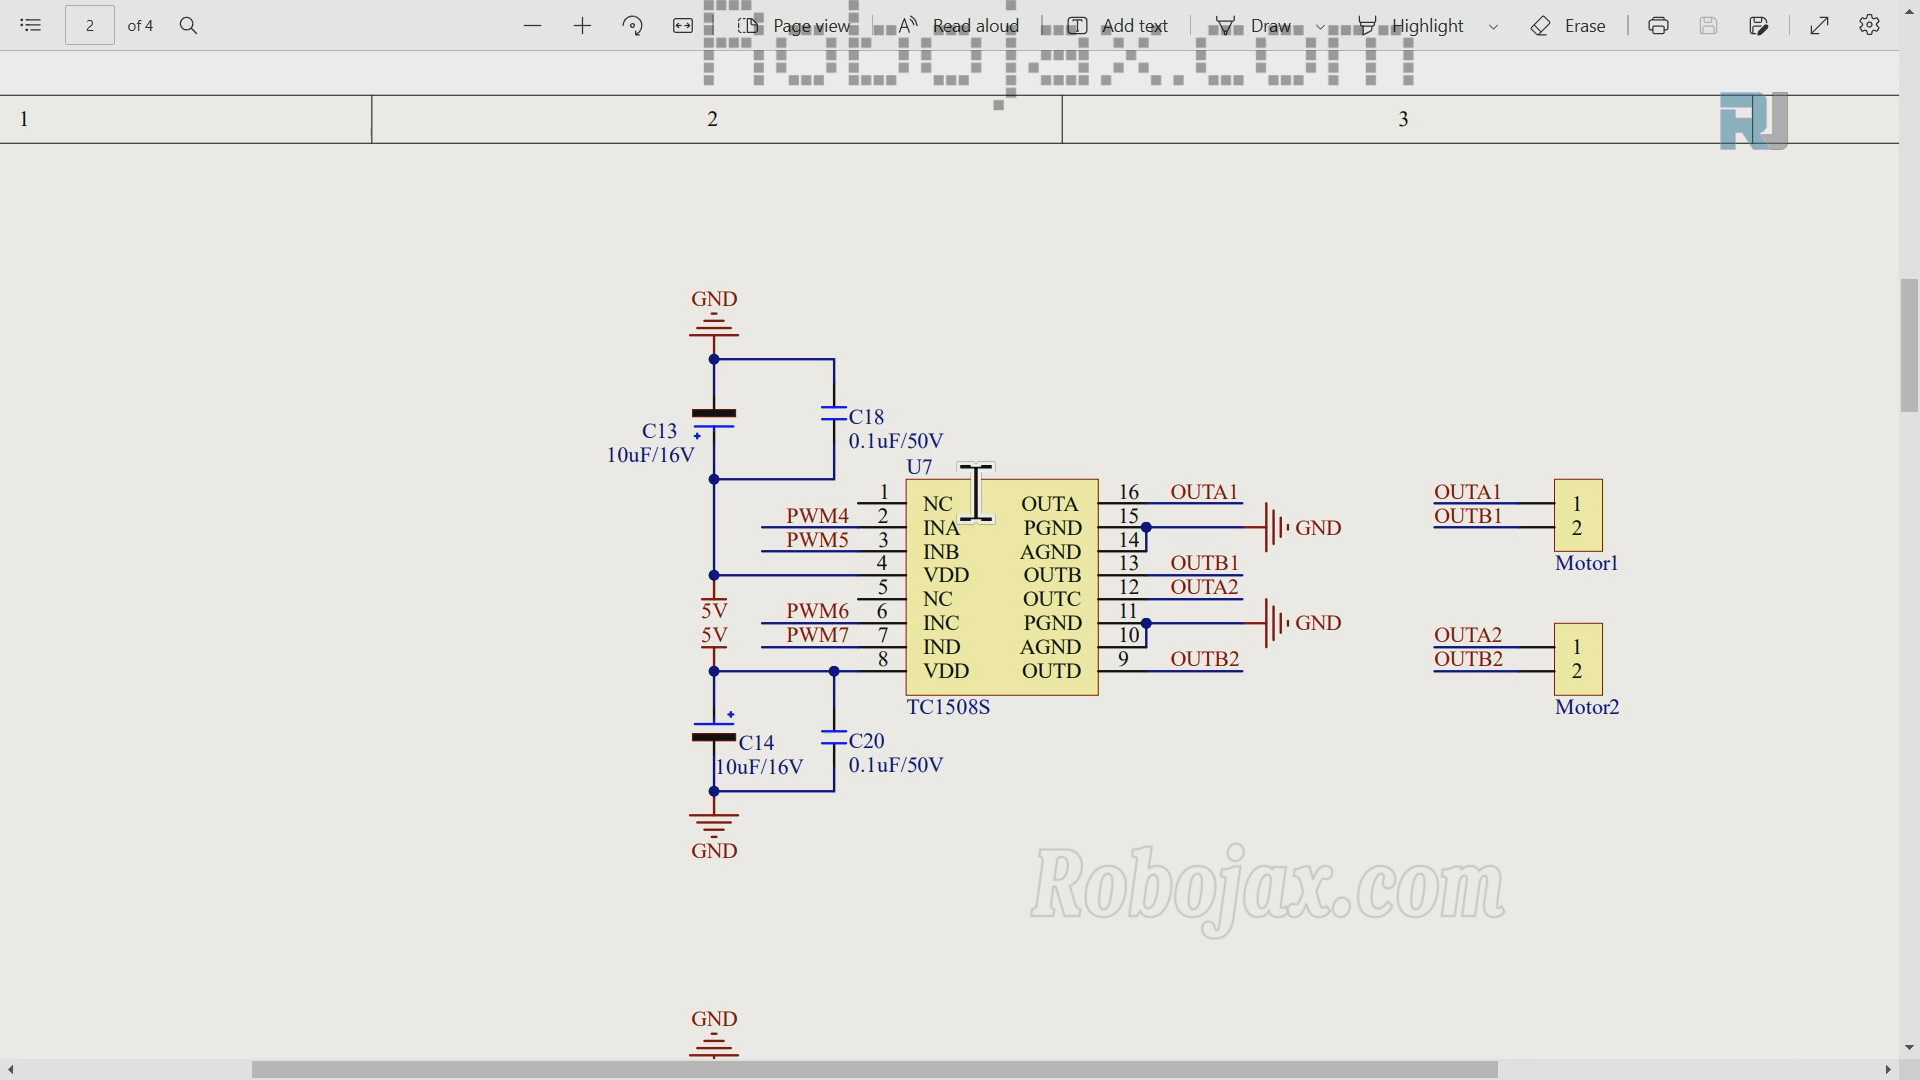 2 of 4 Page view Read aloud Add text Draw Highlight Erase
Robojax.com
1 2 3
RJ
GND
C13
10uF/16V
C18
0.1uF/50V
U7
1 NC OUTA 16 OUTA1
PWM4 2 INA PGND 15 GND
PWM5 3 INB AGND 14
4 VDD OUTB 13 OUTB1
5 NC OUTC 12 OUTA2
5V
PWM6 6 INC PGND 11 GND
5V
PWM7 7 IND AGND 10
8 VDD OUTD 9 OUTB2
TC1508S
OUTA1 1
OUTB1 2
Motor1
OUTA2 1
OUTB2 2
Motor2
C14
10uF/16V
C20
0.1uF/50V
GND
Robojax.com
GND